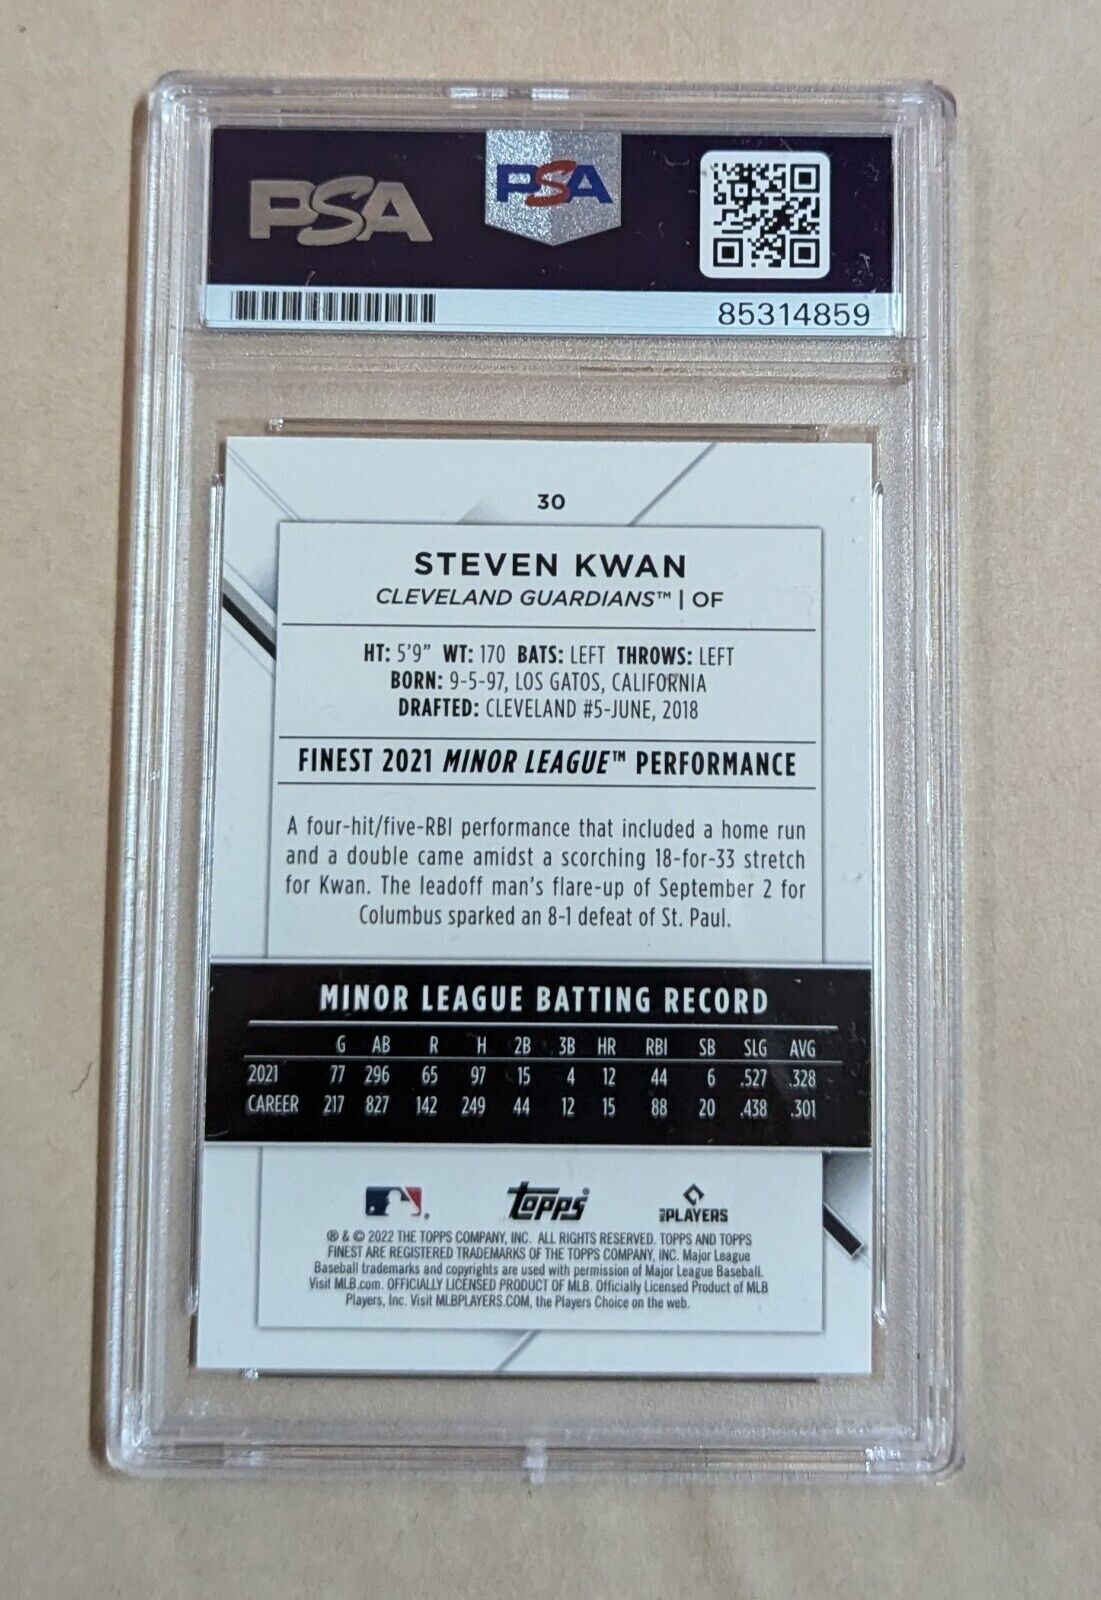 PSA PSA
85314859
30
STEVEN KWAN
CLEVELAND GUARDIANS™ | OF
HT: 5'9" WT: 170 BATS: LEFT THROWS: LEFT
BORN: 9-5-97, LOS GATOS, CALIFORNIA
DRAFTED: CLEVELAND #5-JUNE, 2018
FINEST 2021 MINOR LEAGUE™ PERFORMANCE
A four-hit/five-RBI performance that included a home run
and a double came amidst a scorching 18-for-33 stretch
for Kwan. The leadoff man's flare-up of September 2 for
Columbus sparked an 8-1 defeat of St. Paul.
MINOR LEAGUE BATTING RECORD
G AB R H 2B 3B HR RBI SB SLG AVG
2021 77 296 65 97 15 4 12 44 6 .527 .328
CAREER 217 827 142 249 44 12 15 88 20 .438 .301
Topps MLB PLAYERS
® & © 2022 THE TOPPS COMPANY, INC. ALL RIGHTS RESERVED. TOPPS AND TOPPS
FINEST ARE REGISTERED TRADEMARKS OF THE TOPPS COMPANY, INC. Major League
Baseball trademarks and copyrights are used with permission of Major League Baseball.
Visit MLB.com. OFFICIALLY LICENSED PRODUCT OF MLB. Officially Licensed Product of MLB
Players, Inc. Visit MLBPLAYERS.COM, the Players Choice on the web.